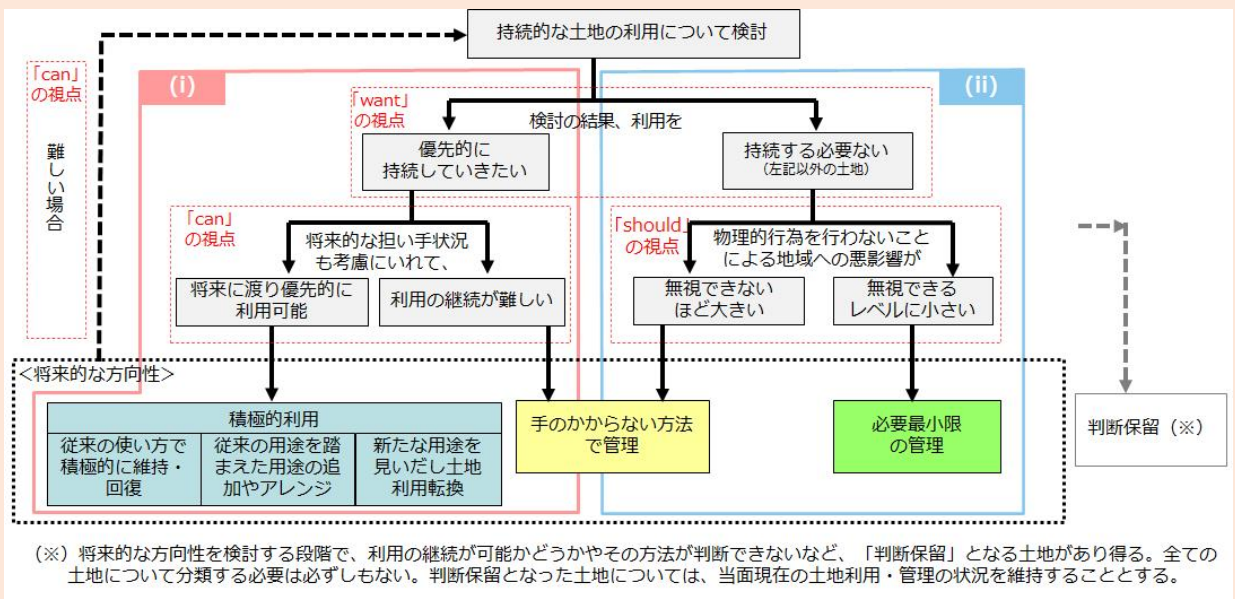 持続的な土地の利用について検討
「can」
の視点
難しい場合
(i)
(ii)
「want」
の視点
検討の結果、利用を
優先的に
持続していきたい
持続する必要ない
(左記以外の土地)
「can」
の視点
将来的な担い手状況
も考慮にいれて、
「should」
の視点
物理的行為を行わないこと
による地域への悪影響が
将来に渡り優先的に
利用可能
利用の継続が難しい
無視できない
ほど大きい
無視できる
レベルに小さい
＜将来的な方向性＞
積極的利用
従来の使い方で
積極的に維持・
回復
従来の用途を踏
まえた用途の追
加やアレンジ
新たな用途を
見いだし土地
利用転換
手のかからない方法
で管理
必要最小限
の管理
判断保留（※）
（※）将来的な方向性を検討する段階で、利用の継続が可能かどうかやその方法が判断できないなど、「判断保留」となる土地があり得る。全ての
土地について分類する必要は必ずしもない。判断保留となった土地については、当面現在の土地利用・管理の状況を維持することとする。